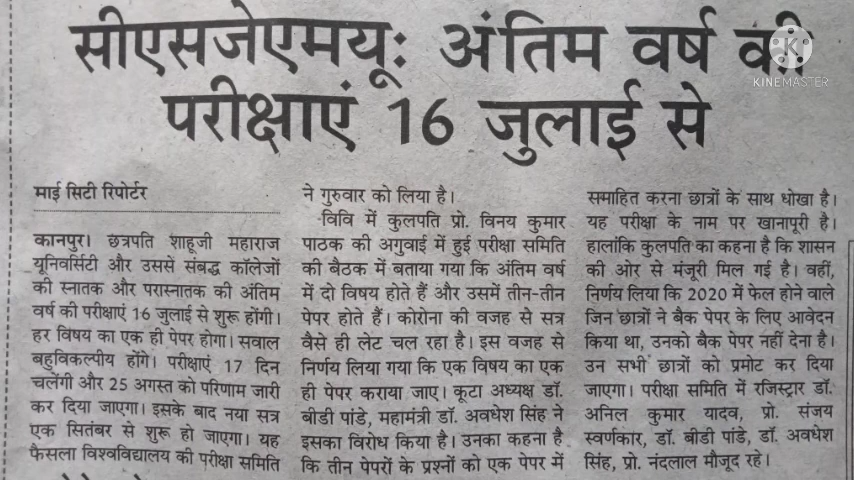 सीएसजेएमयूः अंतिम वर्ष की
परीक्षाएं 16 जुलाई से
KINEMASTER
माई सिटी रिपोर्टर
कानपुर। छत्रपति शाहूजी महाराज
यूनिवर्सिटी और उससे संबद्ध कॉलेजों
की स्नातक और परास्नातक की अंतिम
वर्ष की परीक्षाएं 16 जुलाई से शुरू होंगी।
हर विषय का एक ही पेपर होगा। सवाल
बहुविकल्पीय होंगे। परीक्षाएं 17 दिन
चलेंगी और 25 अगस्त को परिणाम जारी
कर दिया जाएगा। इसके बाद नया सत्र
एक सितंबर से शुरू हो जाएगा। यह
फैसला विश्वविद्यालय की परीक्षा समिति
ने गुरुवार को लिया है।
विवि में कुलपति प्रो. विनय कुमार
पाठक की अगुवाई में हुई परीक्षा समिति
की बैठक में बताया गया कि अंतिम वर्ष
में दो विषय होते हैं और उसमें तीन-तीन
पेपर होते हैं। कोरोना की वजह से सत्र
वैसे ही लेट चल रहा है। इस वजह से
निर्णय लिया गया कि एक विषय का एक
ही पेपर कराया जाए। कूटा अध्यक्ष डॉ.
बीडी पांडे, महामंत्री डॉ. अवधेश सिंह ने
इसका विरोध किया है। उनका कहना है
कि तीन पेपरों के प्रश्नों को एक पेपर में
समाहित करना छात्रों के साथ धोखा है।
यह परीक्षा के नाम पर खानापूरी है।
हालांकि कुलपति का कहना है कि शासन
की ओर से मंजूरी मिल गई है। वहीं,
निर्णय लिया कि 2020 में फेल होने वाले
जिन छात्रों ने बैक पेपर के लिए आवेदन
किया था, उनको बैक पेपर नहीं देना है।
उन सभी छात्रों को प्रमोट कर दिया
जाएगा। परीक्षा समिति में रजिस्ट्रार डॉ.
अनिल कुमार यादव, प्रो. संजय
स्वर्णकार, डॉ. बीडी पांडे, डॉ. अवधेश
सिंह, प्रो. नंदलाल मौजूद रहे।